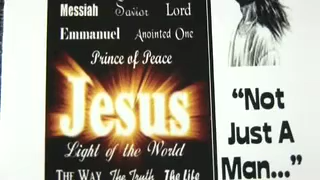 Messiah Savior Lord
Emmanuel Anointed One
Prince of Peace
Jesus
Light of the World
THE WAY The Truth The Life
“Not
Just A
Man...”